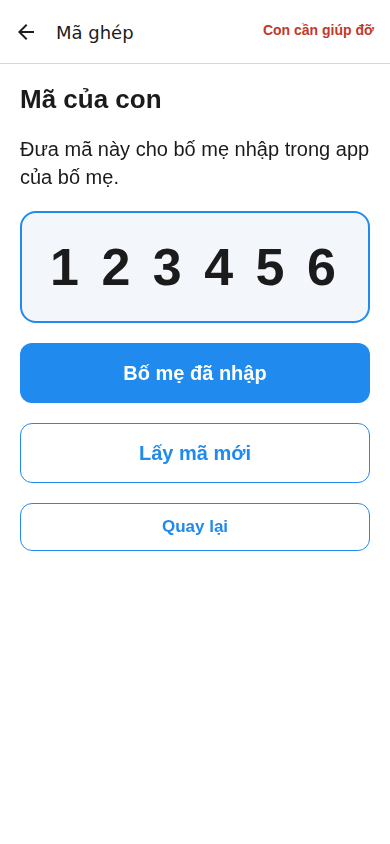 Mã ghép
Con cần giúp đỡ
Mã của con
Đưa mã này cho bố mẹ nhập trong app
của bố mẹ.
1 2 3 4 5 6
Bố mẹ đã nhập
Lấy mã mới
Quay lại